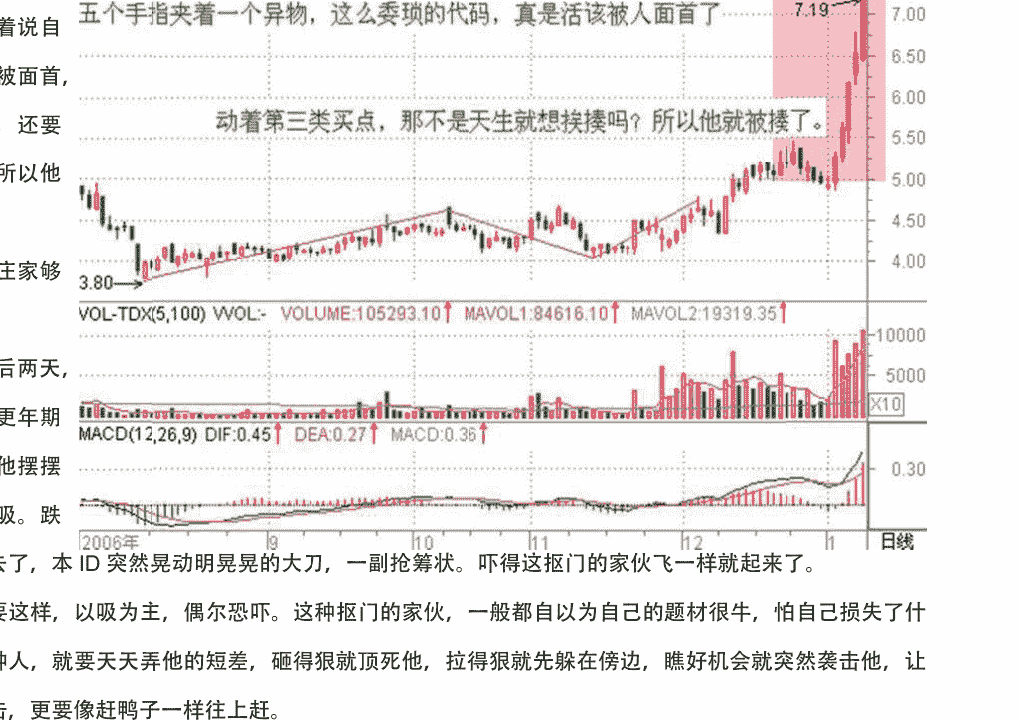 五个手指夹着一个异物，这么委琐的代码，真是活该被人面首了
7.19
7.00
着说自
6.50
被面首，
6.00
还要
动着第三类买点，那不是天生就想挨揍吗？所以他就被揍了。
5.50
所以他
5.00
4.50
庄家够
4.00
3.80
VOL-TDX(5,100) VVOL:- VOLUME:105293.10 MAVOL1:84616.10 MAVOL2:19319.35
10000
后两天，
5000
X10
更年期
MACD(12,26,9) DIF:0.45 DEA:0.27 MACD:0.36
他摆摆
0.30
吸。跌
2006年 9 10 11 12 1 日线
去了，本 ID 突然晃动明晃晃的大刀，一副抢筹状。吓得这抠门的家伙飞一样就起来了。
要这样，以吸为主，偶尔恐吓。这种抠门的家伙，一般都自以为自己的题材很牛，怕自己损失了什
种人，就要天天弄他的短差，砸得狠就顶死他，拉得狠就先躲在傍边，瞧好机会就突然袭击他，让
击，更要像赶鸭子一样往上赶。